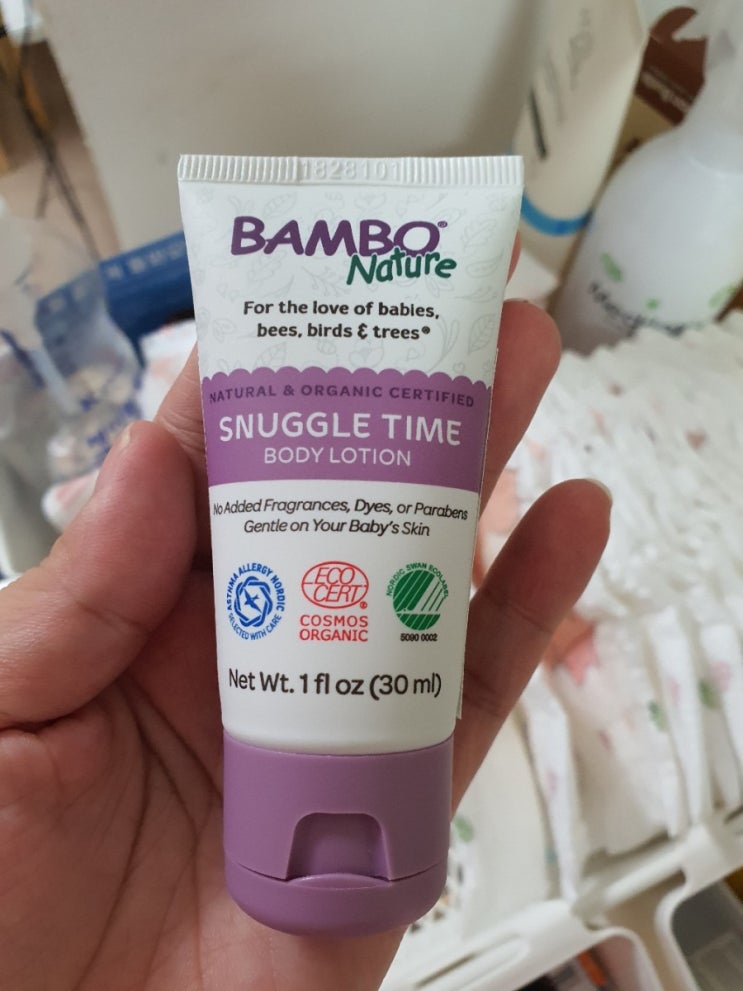 1828101
BAMBO®
Nature
For the love of babies,
bees, birds & trees®
NATURAL & ORGANIC CERTIFIED
SNUGGLE TIME
BODY LOTION
No Added Fragrances, Dyes, or Parabens
Gentle on Your Baby's Skin
ASTHMA ALLERGY NORDIC
SELECTED WITH CARE
ECO
CERT®
COSMOS
ORGANIC
NORDIC SWAN ECOLABEL
5090 0002
Net Wt. 1 fl oz (30 ml)